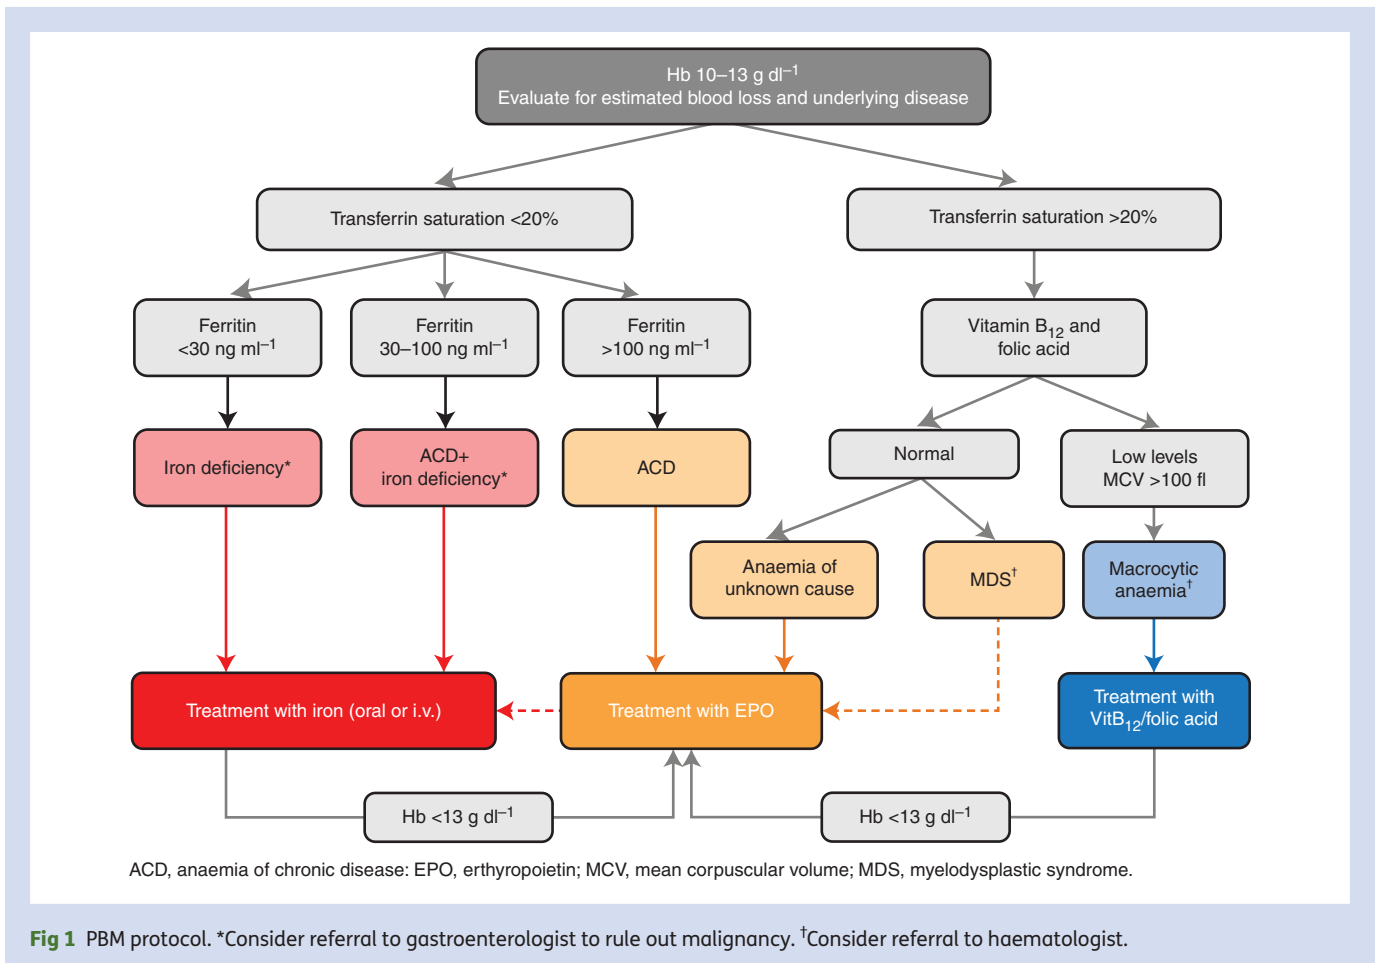 Hb 10–13 g dl⁻¹
Evaluate for estimated blood loss and underlying disease
Transferrin saturation <20%
Transferrin saturation >20%
Ferritin
<30 ng ml⁻¹
Ferritin
30–100 ng ml⁻¹
Ferritin
>100 ng ml⁻¹
Vitamin B₁₂ and
folic acid
Iron deficiency*
ACD+
iron deficiency*
ACD
Normal
Low levels
MCV >100 fl
Anaemia of
unknown cause
MDS†
Macrocytic
anaemia†
Treatment with iron (oral or i.v.)
Treatment with EPO
Treatment with
VitB₁₂/folic acid
Hb <13 g dl⁻¹
Hb <13 g dl⁻¹
ACD, anaemia of chronic disease: EPO, erthyropoietin; MCV, mean corpuscular volume; MDS, myelodysplastic syndrome.
Fig 1 PBM protocol. *Consider referral to gastroenterologist to rule out malignancy. †Consider referral to haematologist.